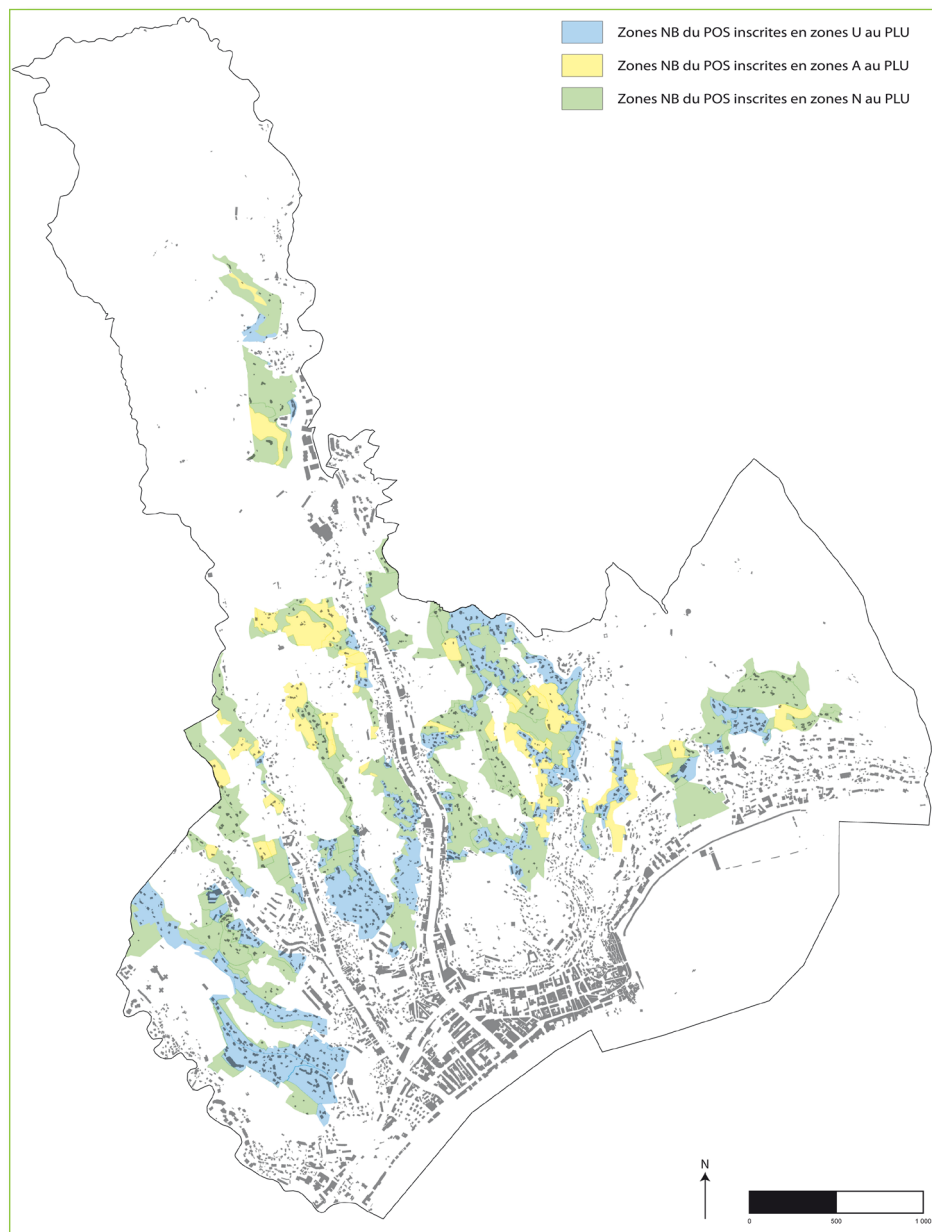 Zones NB du POS inscrites en zones U au PLU
Zones NB du POS inscrites en zones A au PLU
Zones NB du POS inscrites en zones N au PLU
N
0 500 1 000